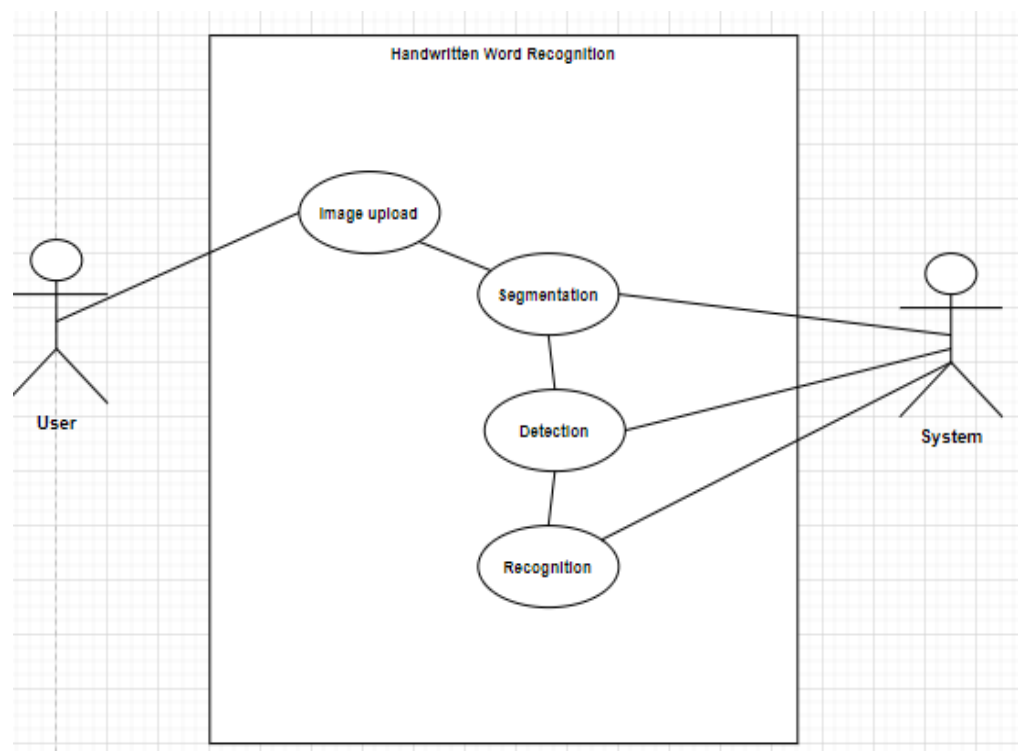 Handwritten Word Recognition
Image upload
Segmentation
Detection
Recognition
User
System